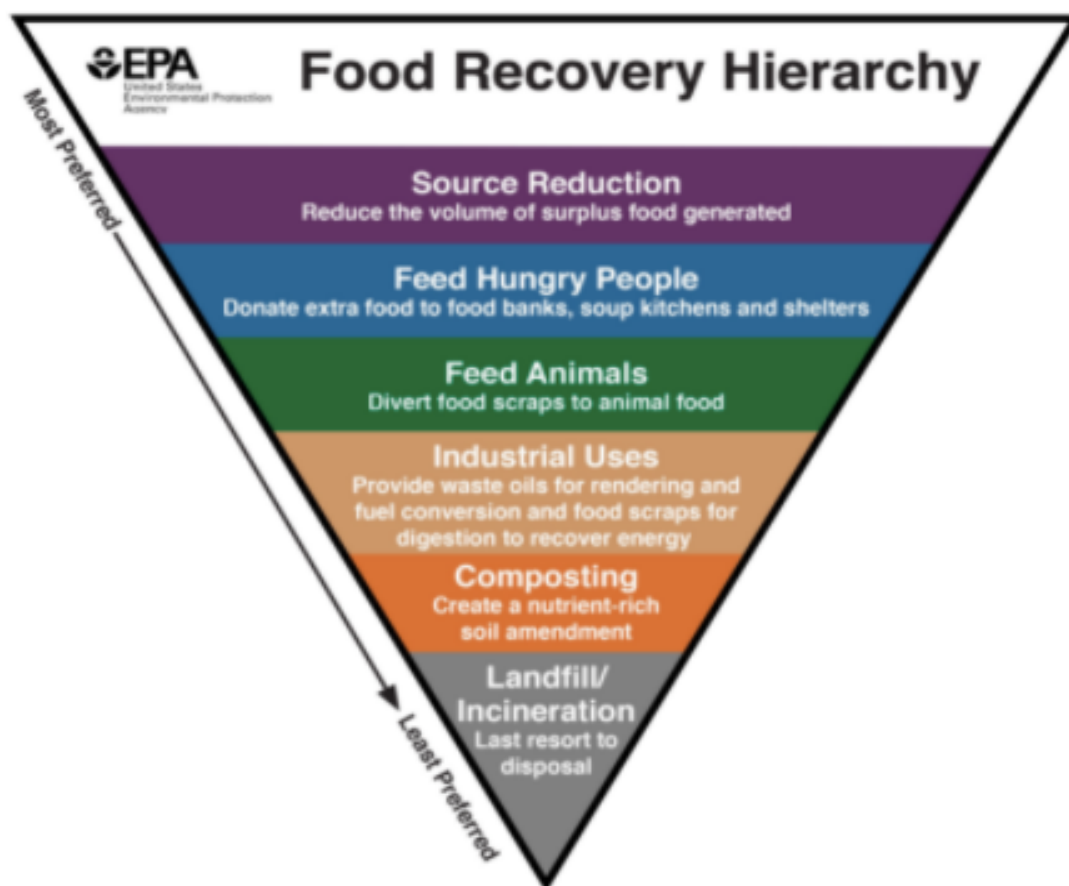 EPA
United States
Environmental Protection
Agency
Food Recovery Hierarchy
Most Preferred
Source Reduction
Reduce the volume of surplus food generated
Feed Hungry People
Donate extra food to food banks, soup kitchens and shelters
Feed Animals
Divert food scraps to animal food
Industrial Uses
Provide waste oils for rendering and
fuel conversion and food scraps for
digestion to recover energy
Composting
Create a nutrient-rich
soil amendment
Landfill/
Incineration
Last resort to
disposal
Least Preferred